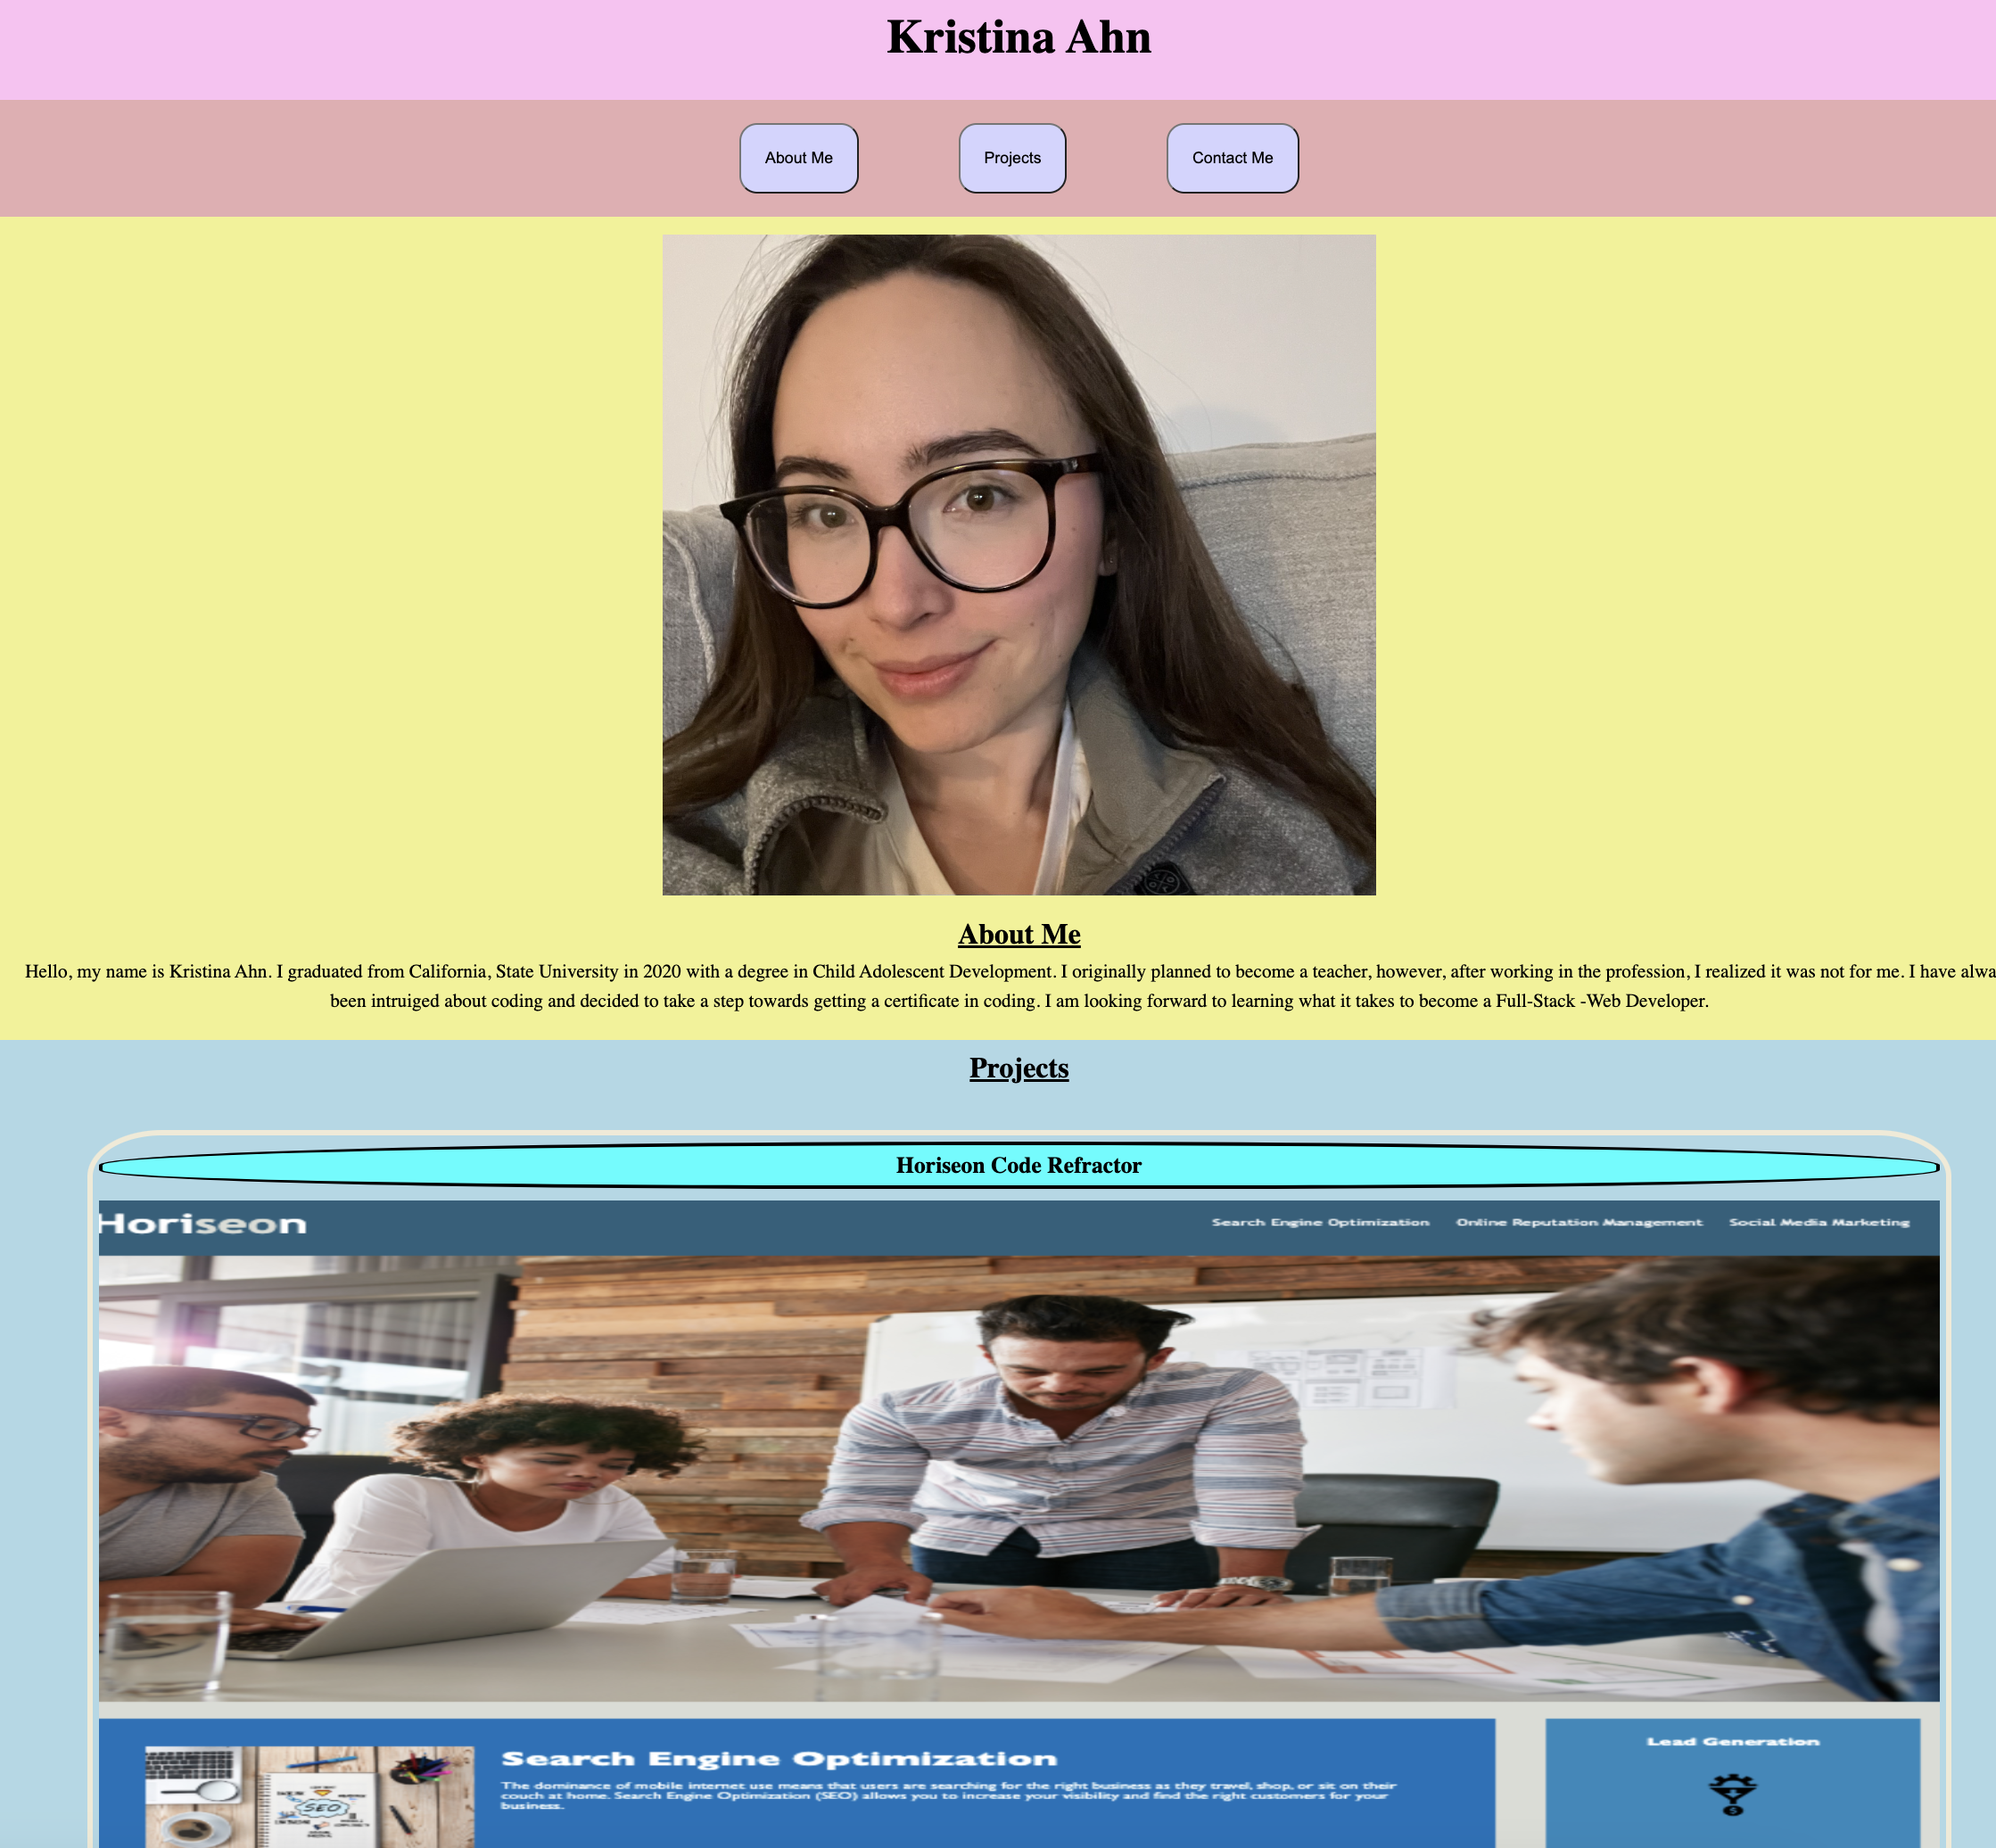 Kristina Ahn
About Me
Projects
Contact Me
About Me
Hello, my name is Kristina Ahn. I graduated from California, State University in 2020 with a degree in Child Adolescent Development. I originally planned to become a teacher, however, after working in the profession, I realized it was not for me. I have alwa
been intruiged about coding and decided to take a step towards getting a certificate in coding. I am looking forward to learning what it takes to become a Full-Stack -Web Developer.
Projects
Horiseon Code Refractor
Horiseon
Search Engine Optimization
Online Reputation Management
Social Media Marketing
Search Engine Optimization
The dominance of mobile internet use means that users are searching for the right business as they travel, shop, or sit on their
couch at home. Search Engine Optimization (SEO) allows you to increase your visibility and find the right customers for your
business.
Lead Generation
SEO